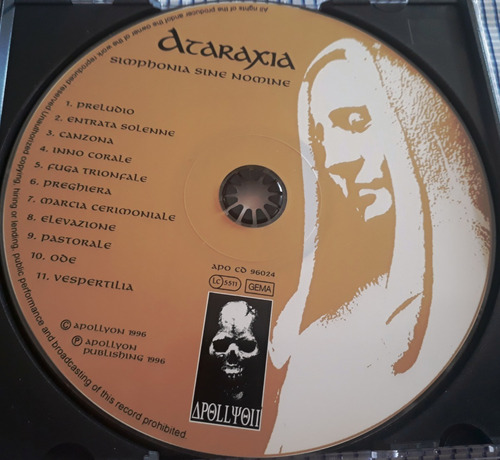 Ataraxia
Simphonia Sine Nomine
1. Preludio
2. Entrata Solenne
3. Canzona
4. Inno Corale
5. Fuga Trionfale
6. Preghiera
7. Marcia Cerimoniale
8. Elevazione
9. Pastorale
10. Ode
11. Vespertilia
APO CD 96024
LC 5511 GEMA
APOLLYON
© Apollyon 1996
℗ Apollyon
Publishing 1996
All rights of the producer and of the owner of the work reproduced reserved. Unauthorized copying, hiring or lending, public performance and broadcasting of this record prohibited.